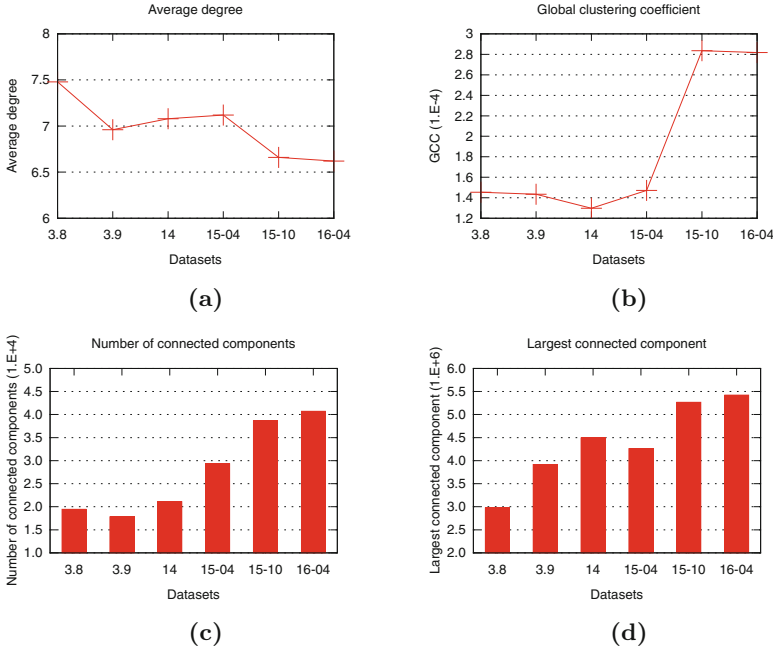 Average degree
Average degree
8
7.5
7
6.5
6
3.8 3.9 14 15-04 15-10 16-04
Datasets
(a)
Global clustering coefficient
GCC (1.E-4)
3
2.8
2.6
2.4
2.2
2
1.8
1.6
1.4
1.2
3.8 3.9 14 15-04 15-10 16-04
Datasets
(b)
Number of connected components
Number of connected components (1.E+4)
5.0
4.5
4.0
3.5
3.0
2.5
2.0
1.5
1.0
3.8 3.9 14 15-04 15-10 16-04
Datasets
(c)
Largest connected component
Largest connected component (1.E+6)
6.0
5.5
5.0
4.5
4.0
3.5
3.0
2.5
2.0
3.8 3.9 14 15-04 15-10 16-04
Datasets
(d)